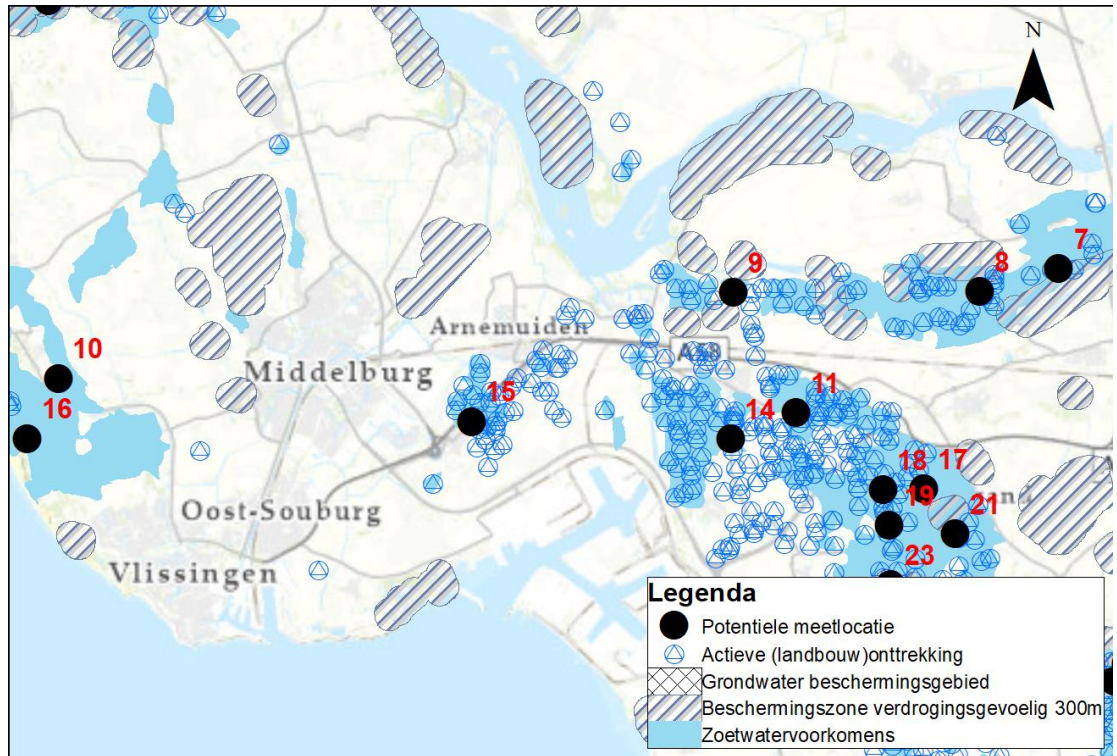 N
7
9
8
Arnemuiden
10
Middelburg
15
11
16
14
18
17
19
21
Oost-Souburg
23
Vlissingen
Legenda
Potentiele meetlocatie
Actieve (landbouw)onttrekking
Grondwater beschermingsgebied
Beschermingszone verdrogingsgevoelig 300m
Zoetwatervoorkomens